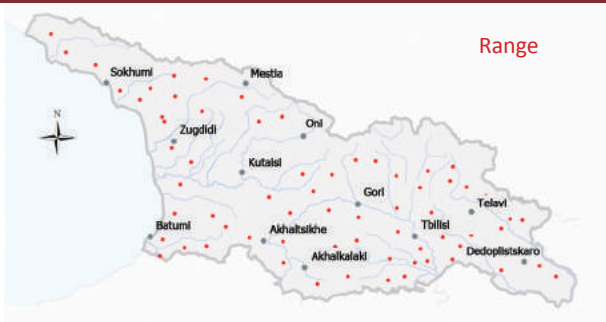 Range
Sokhumi
Mestia
N
Zugdidi
Oni
Kutaisi
Gori
Telavi
Batumi
Akhaltsikhe
Tbilisi
Akhalkalaki
Dedoplistskaro